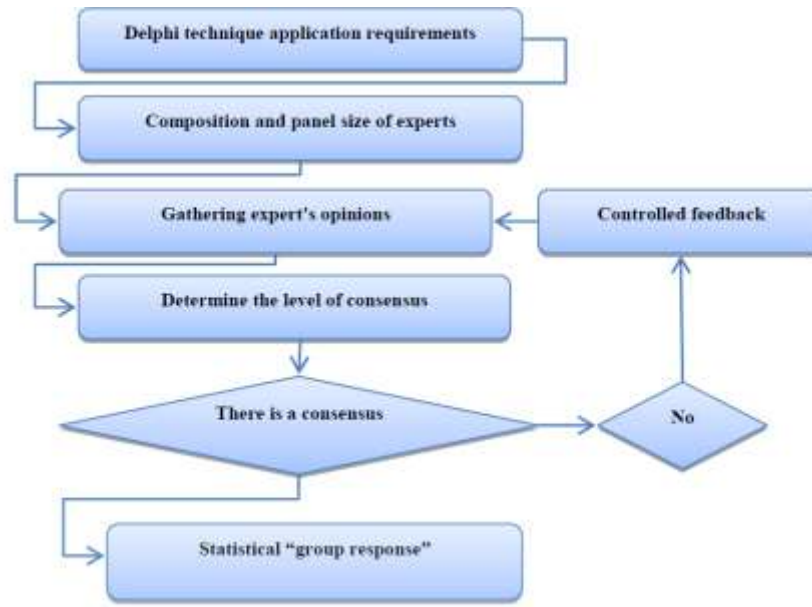 Delphi technique application requirements
Composition and panel size of experts
Gathering expert's opinions
Controlled feedback
Determine the level of consensus
There is a consensus
No
Statistical “group response”